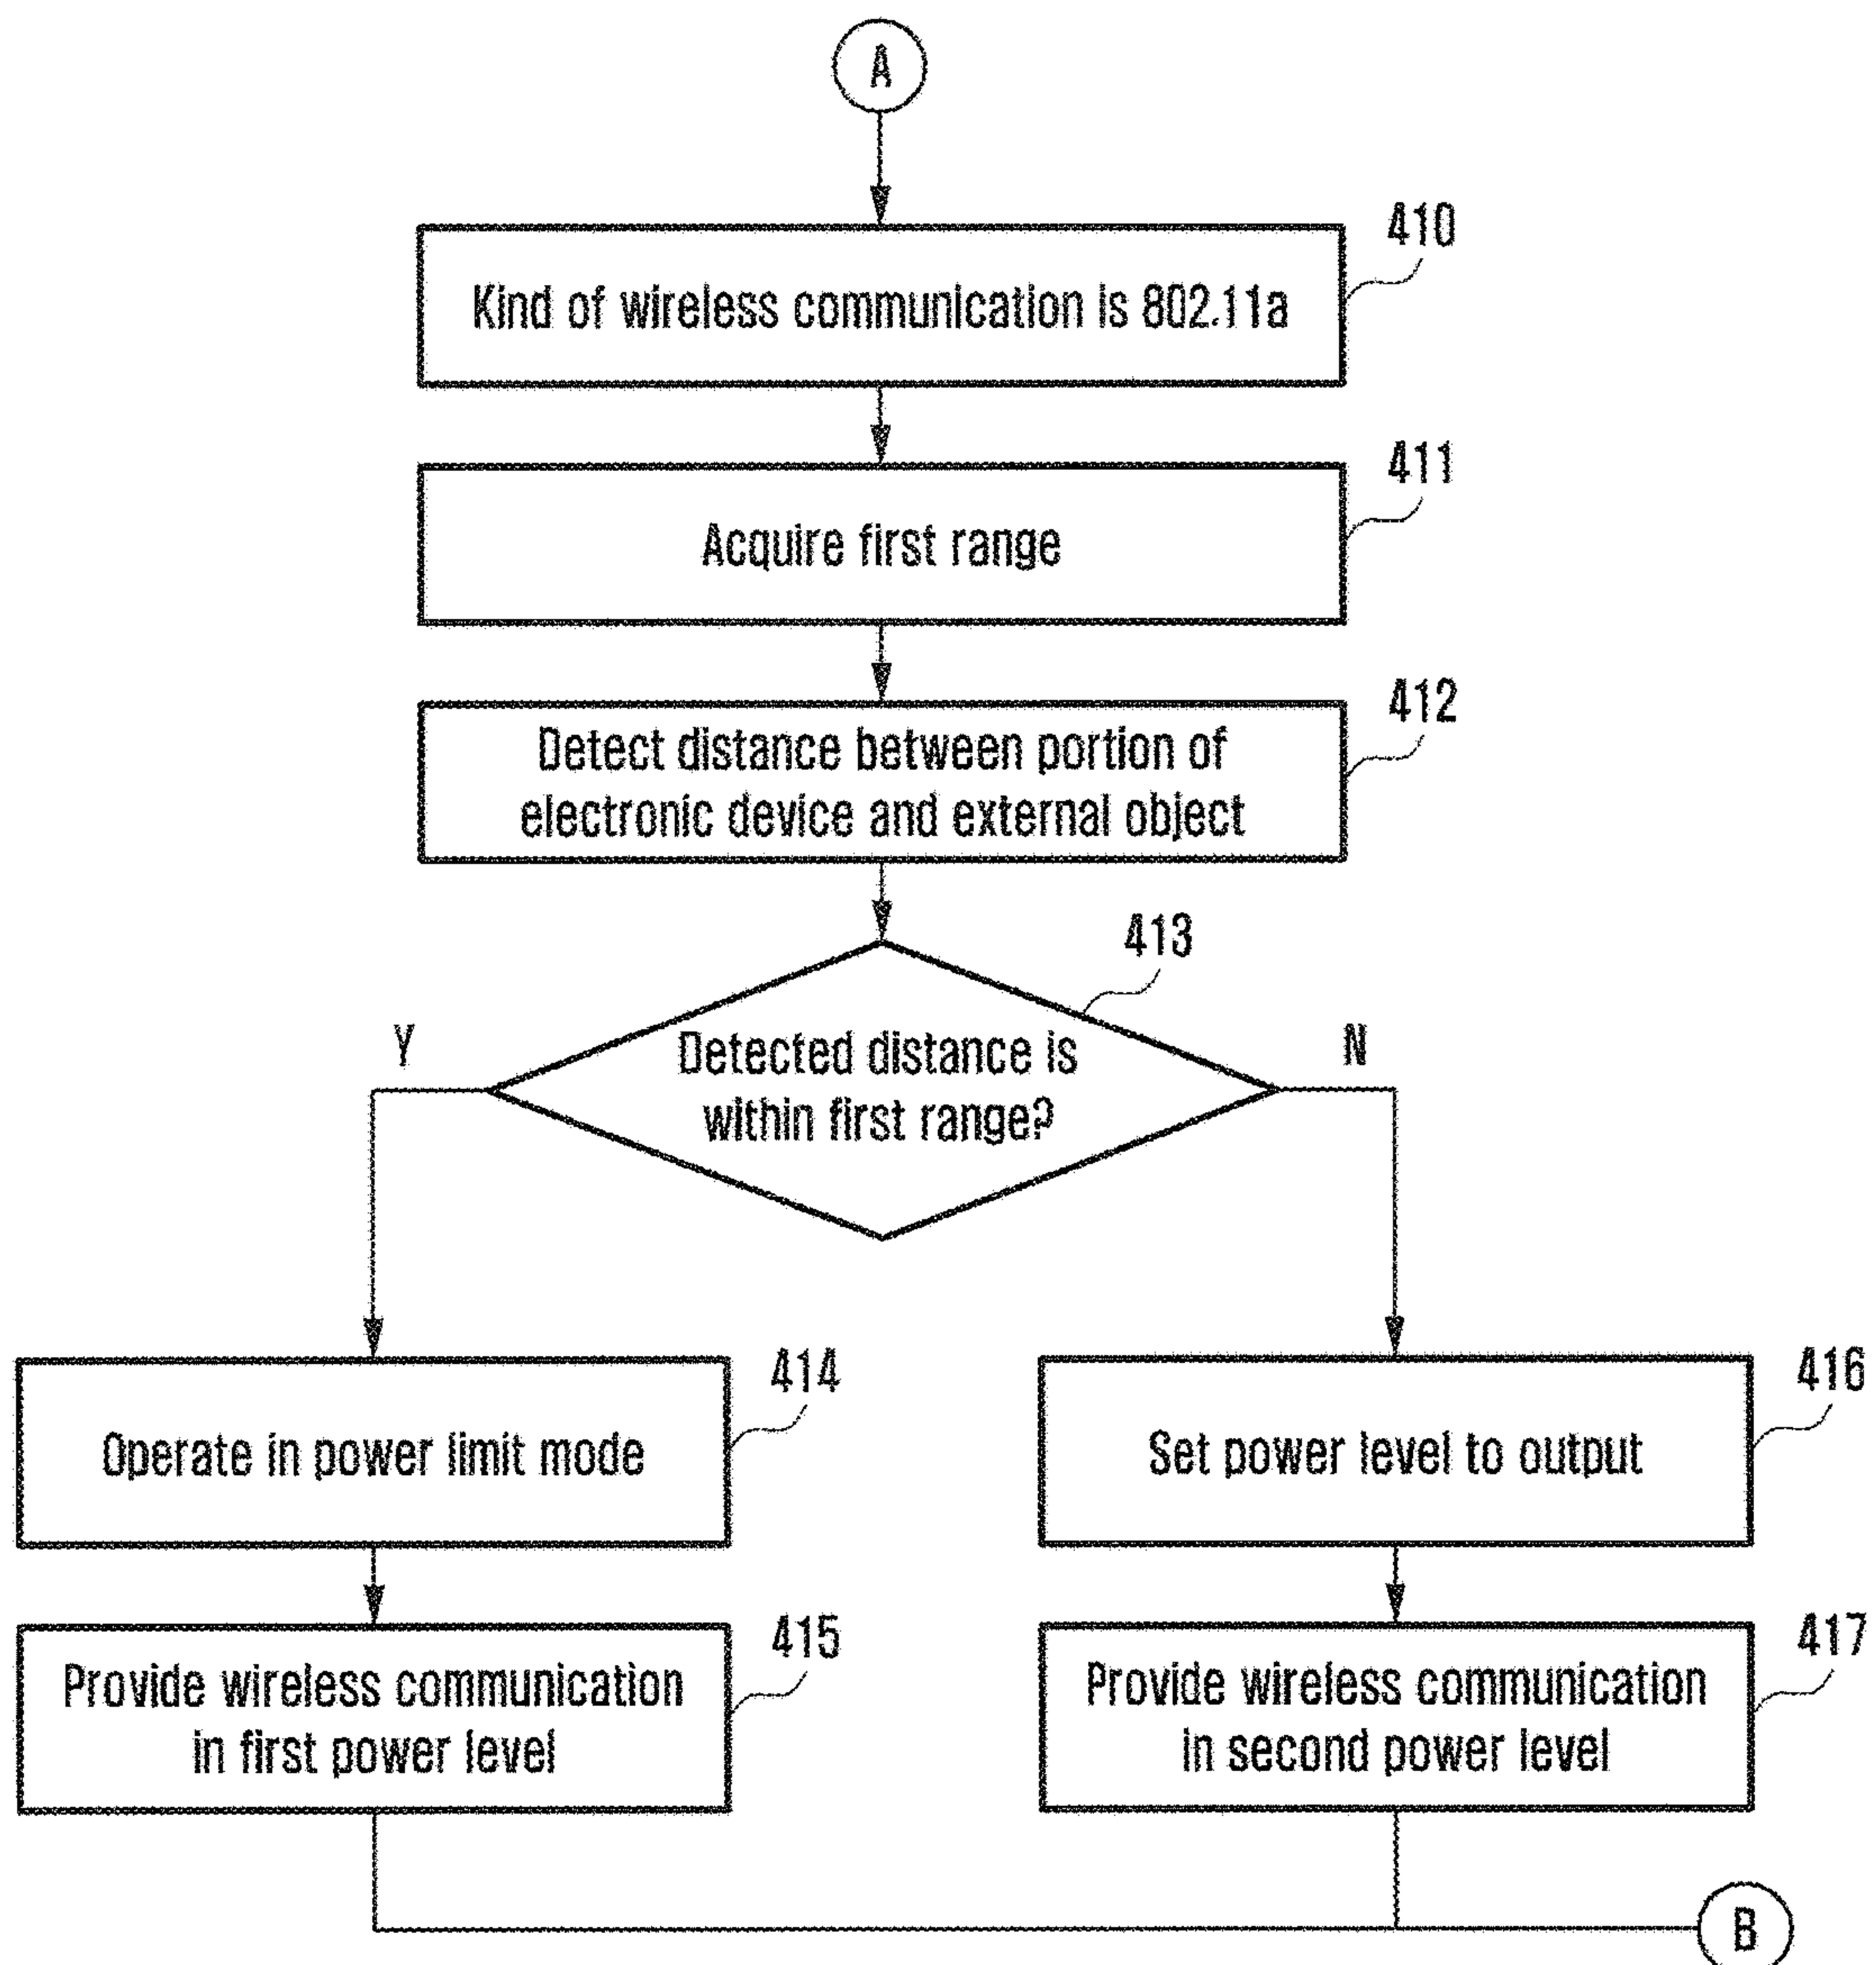 A
410
Kind of wireless communication is 802.11a
411
Acquire first range
412
Detect distance between portion of
electronic device and external object
413
Y
N
Detected distance is
within first range?
414
Operate in power limit mode
416
Set power level to output
415
Provide wireless communication
in first power level
417
Provide wireless communication
in second power level
B